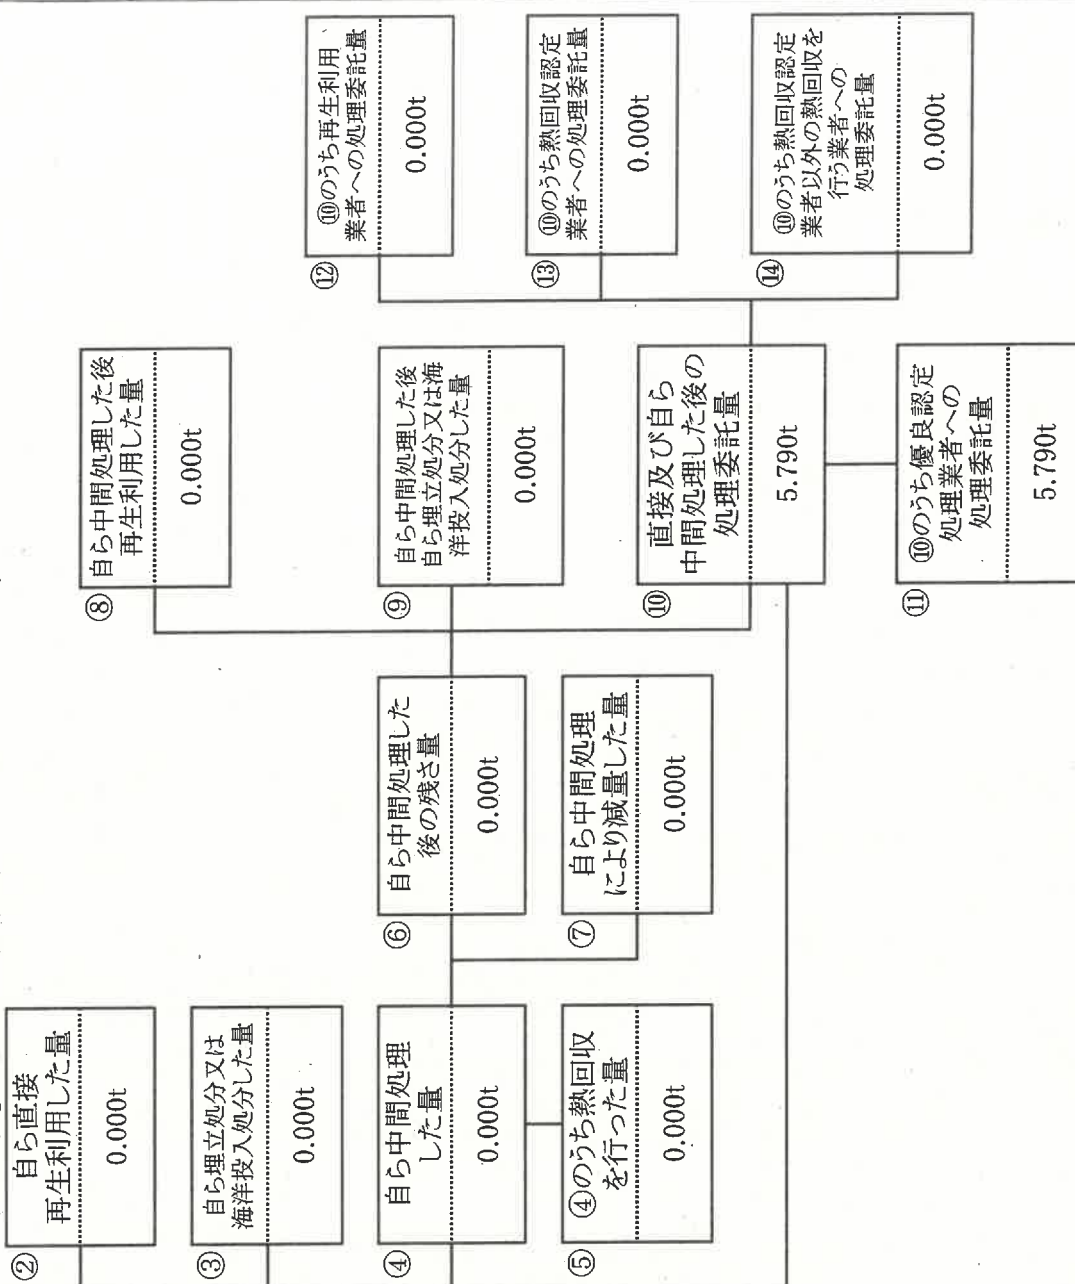 ②
自ら直接
再生利用した量
0.000t
③
自ら埋立処分又は
海洋投入処分した量
0.000t
④
自ら中間処理
した量
0.000t
⑤
④のうち熱回収
を行った量
0.000t
⑥
自ら中間処理した
後の残さ量
0.000t
⑦
自ら中間処理
により減量した量
0.000t
⑧
自ら中間処理した後
再生利用した量
0.000t
⑨
自ら中間処理した後
自ら埋立処分又は海
洋投入処分した量
0.000t
⑩
直接及び自ら
中間処理した後の
処理委託量
5.790t
⑪
⑩のうち優良認定
処理業者への
処理委託量
5.790t
⑫
⑩のうち再生利用
業者への処理委託量
0.000t
⑬
⑩のうち熱回収認定
業者への処理委託量
0.000t
⑭
⑩のうち熱回収認定
業者以外の熱回収を
行う業者への
処理委託量
0.000t